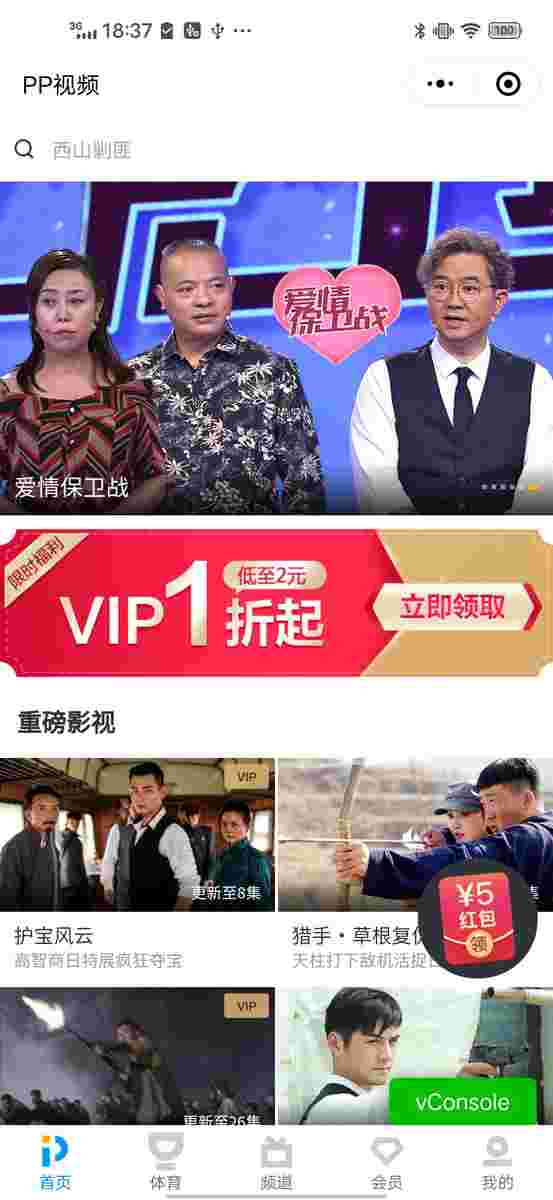 3G 18:37 100
PP视频
西山剿匪
爱情
保卫战
爱情保卫战
限时福利
VIP1折起
低至2元
立即领取
重磅影视
VIP
更新至8集
护宝风云
高智商日特展疯狂夺宝
集
猎手·草根复
天柱打下敌机活捉
¥5
红包
领
VIP
更新至26集
vConsole
首页
体育
频道
会员
我的